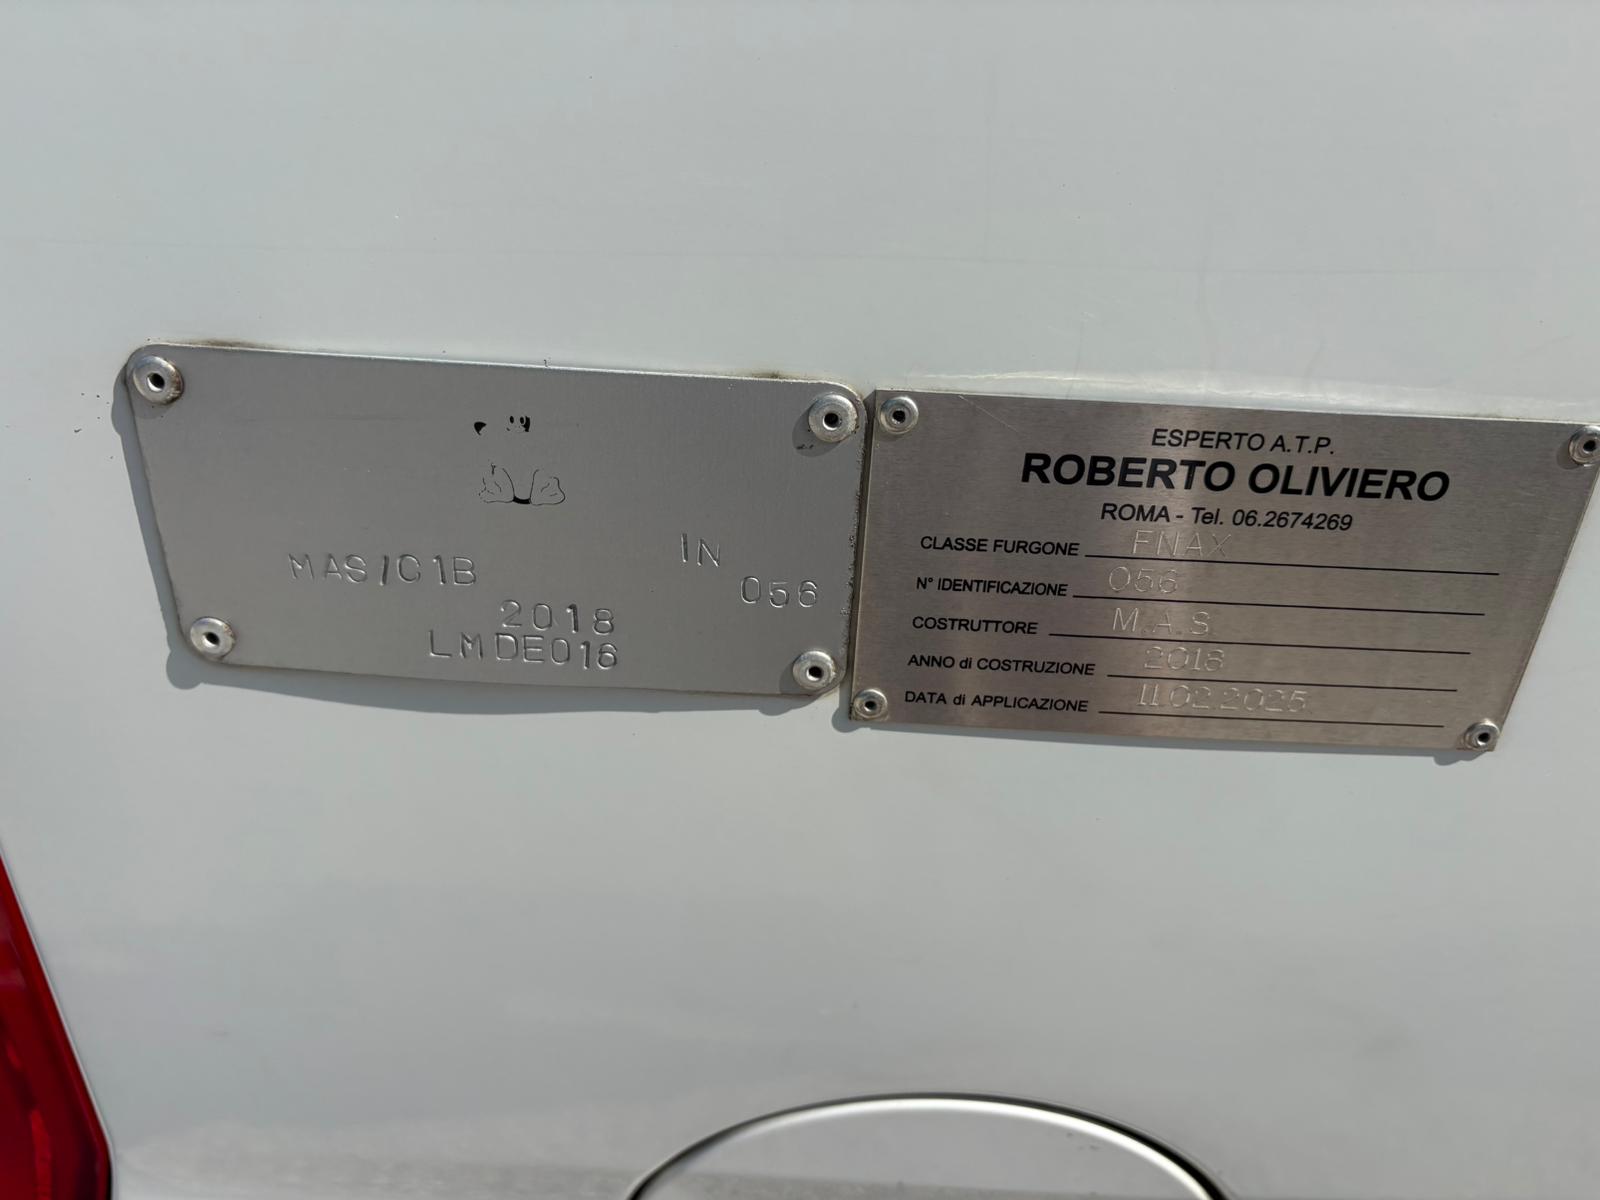 MAS/C1B
IN
056
2018
LMDE016
ESPERTO A.T.P.
ROBERTO OLIVIERO
ROMA - Tel. 06.2674269
CLASSE FURGONE FNAX
N° IDENTIFICAZIONE 056
COSTRUTTORE M.A.S.
ANNO di COSTRUZIONE 2018
DATA di APPLICAZIONE 11.02.2025.